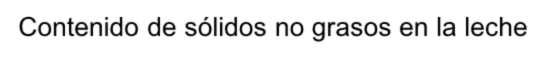 Contenido de sólidos no grasos en la leche